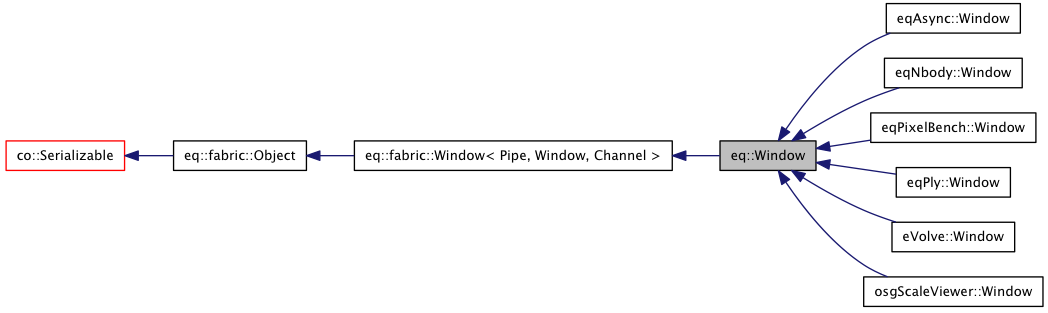 co::Serializable
eq::fabric::Object
eq::fabric::Window< Pipe, Window, Channel >
eq::Window
eqAsync::Window
eqNbody::Window
eqPixelBench::Window
eqPly::Window
eVolve::Window
osgScaleViewer::Window